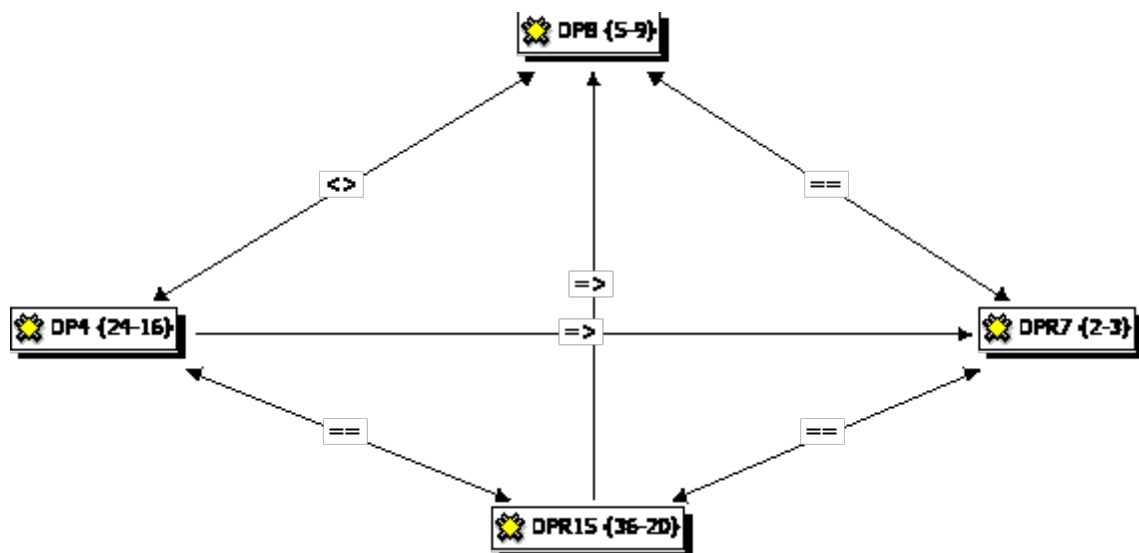 DP8 {5-9}
<>
==
=>
DP4 {24-16}
=>
DPR7 {2-3}
==
==
DPR15 {36-20}